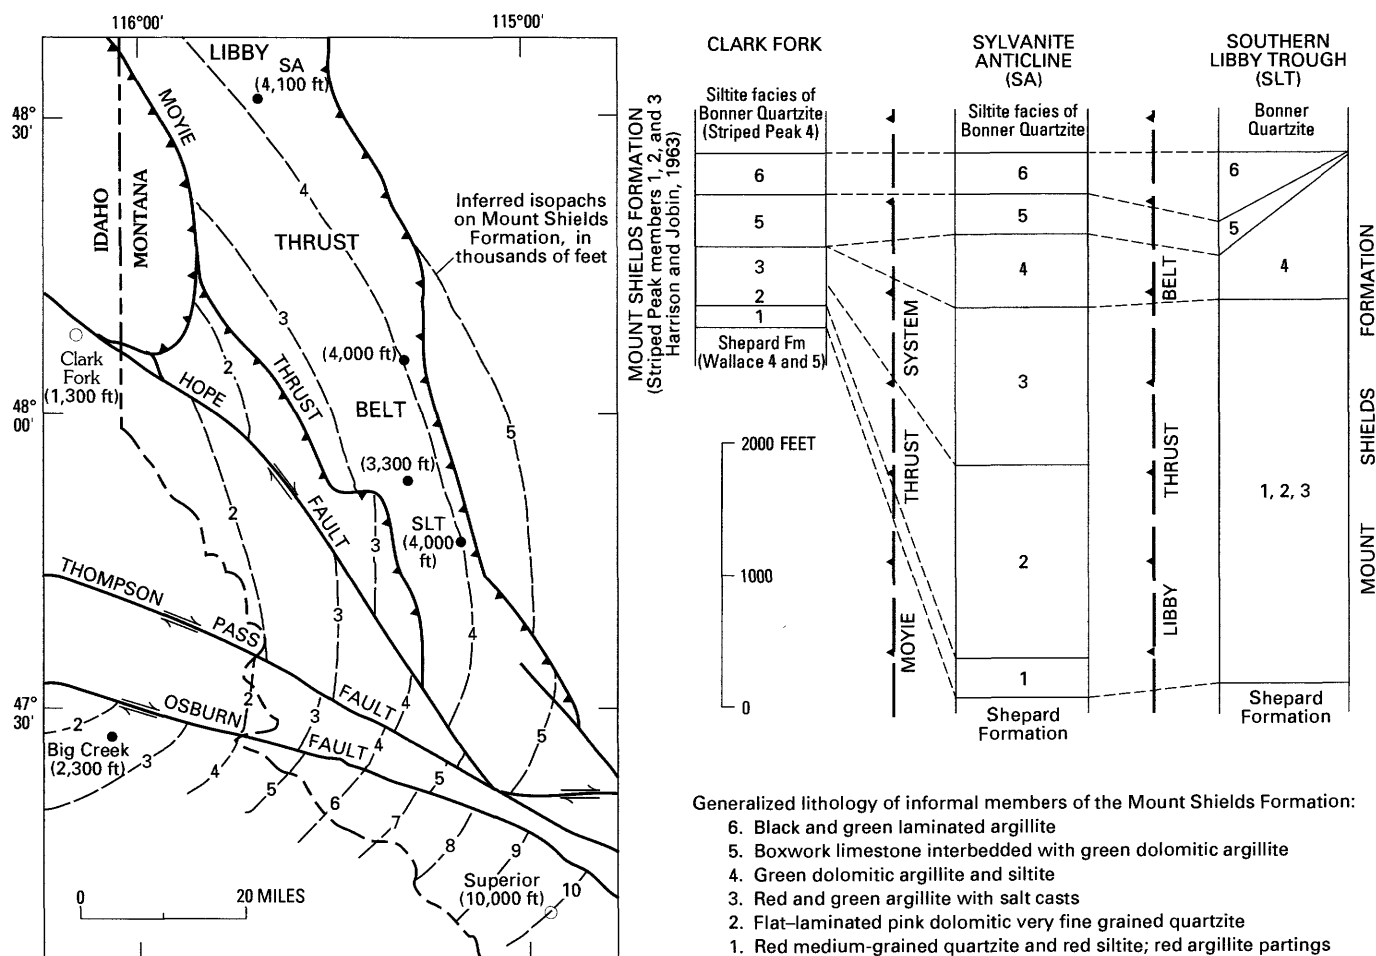 116°00'
115°00'
LIBBY
SA
(4,100 ft)
MOYIE
48°
30'
IDAHO
MONTANA
4
THRUST
Inferred isopachs
on Mount Shields
Formation, in
thousands of feet
3
2
Clark
Fork
(1,300 ft)
(4,000 ft)
HOPE
THRUST
BELT
48°
00'
5
(3,300 ft)
2
FAULT
SLT
(4,000
ft)
3
THOMPSON
PASS
3
4
FAULT
2
OSBURN
FAULT
47°
30'
2
3
4
4
Big Creek
(2,300 ft)
3
4
5
5
6
7
8
9
Superior
(10,000 ft)
10
0
20 MILES
MOUNT SHIELDS FORMATION
(Striped Peak members 1, 2, and 3
Harrison and Jobin, 1963)
CLARK FORK
SYLVANITE
ANTICLINE
(SA)
SOUTHERN
LIBBY TROUGH
(SLT)
Siltite facies of
Bonner Quartzite
(Striped Peak 4)
Siltite facies of
Bonner Quartzite
Bonner
Quartzite
6
6
6
5
5
5
3
4
4
2
1
Shepard Fm
(Wallace 4 and 5)
3
1, 2, 3
2
1
Shepard
Formation
Shepard
Formation
MOYIE THRUST SYSTEM
LIBBY THRUST BELT
MOUNT SHIELDS FORMATION
2000 FEET
1000
0
Generalized lithology of informal members of the Mount Shields Formation:
6. Black and green laminated argillite
5. Boxwork limestone interbedded with green dolomitic argillite
4. Green dolomitic argillite and siltite
3. Red and green argillite with salt casts
2. Flat–laminated pink dolomitic very fine grained quartzite
1. Red medium-grained quartzite and red siltite; red argillite partings